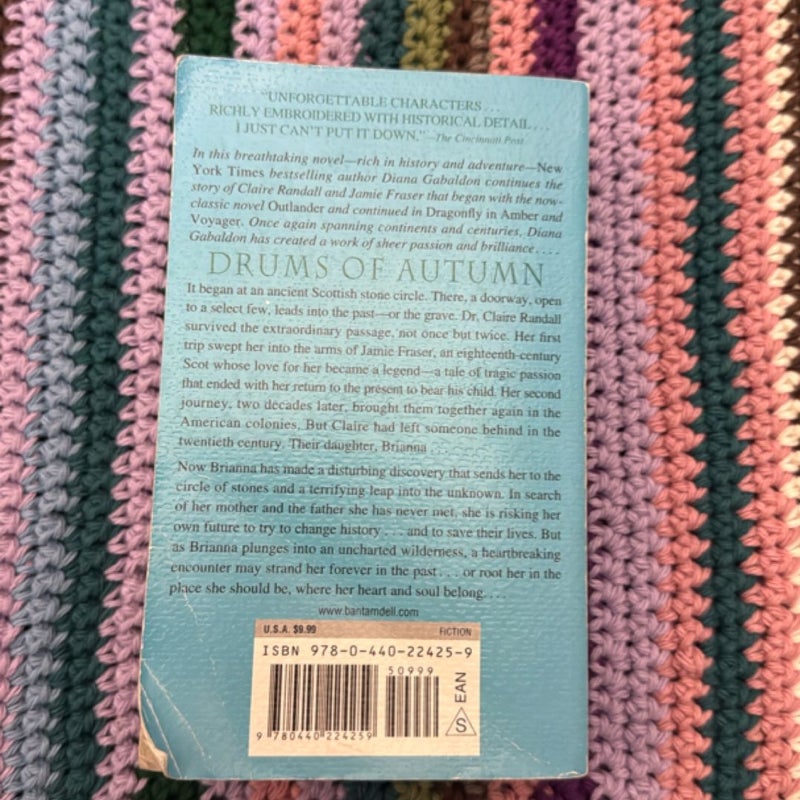 "UNFORGETTABLE CHARACTERS . . .
RICHLY EMBROIDERED WITH HISTORICAL DETAIL . . .
I JUST CAN'T PUT IT DOWN."—The Cincinnati Post
In this breathtaking novel—rich in history and adventure—New
York Times bestselling author Diana Gabaldon continues the
story of Claire Randall and Jamie Fraser that began with the now-
classic novel Outlander and continued in Dragonfly in Amber and
Voyager. Once again spanning continents and centuries, Diana
Gabaldon has created a work of sheer passion and brilliance. . . .
DRUMS OF AUTUMN
It began at an ancient Scottish stone circle. There, a doorway, open
to a select few, leads into the past—or the grave. Dr. Claire Randall
survived the extraordinary passage, not once but twice. Her first
trip swept her into the arms of Jamie Fraser, an eighteenth-century
Scot whose love for her became a legend—a tale of tragic passion
that ended with her return to the present to bear his child. Her second
journey, two decades later, brought them together again in the
American colonies. But Claire had left someone behind in the
twentieth century. Their daughter, Brianna . . .
Now Brianna has made a disturbing discovery that sends her to the
circle of stones and a terrifying leap into the unknown. In search
of her mother and the father she has never met, she is risking her
own future to try to change history . . . and to save their lives. But
as Brianna plunges into an uncharted wilderness, a heartbreaking
encounter may strand her forever in the past . . . or root her in the
place she should be, where her heart and soul belong. . . .
www.bantamdell.com
U.S.A. $9.99 FICTION
ISBN 978-0-440-22425-9
50999
9 780440 224259
S EAN